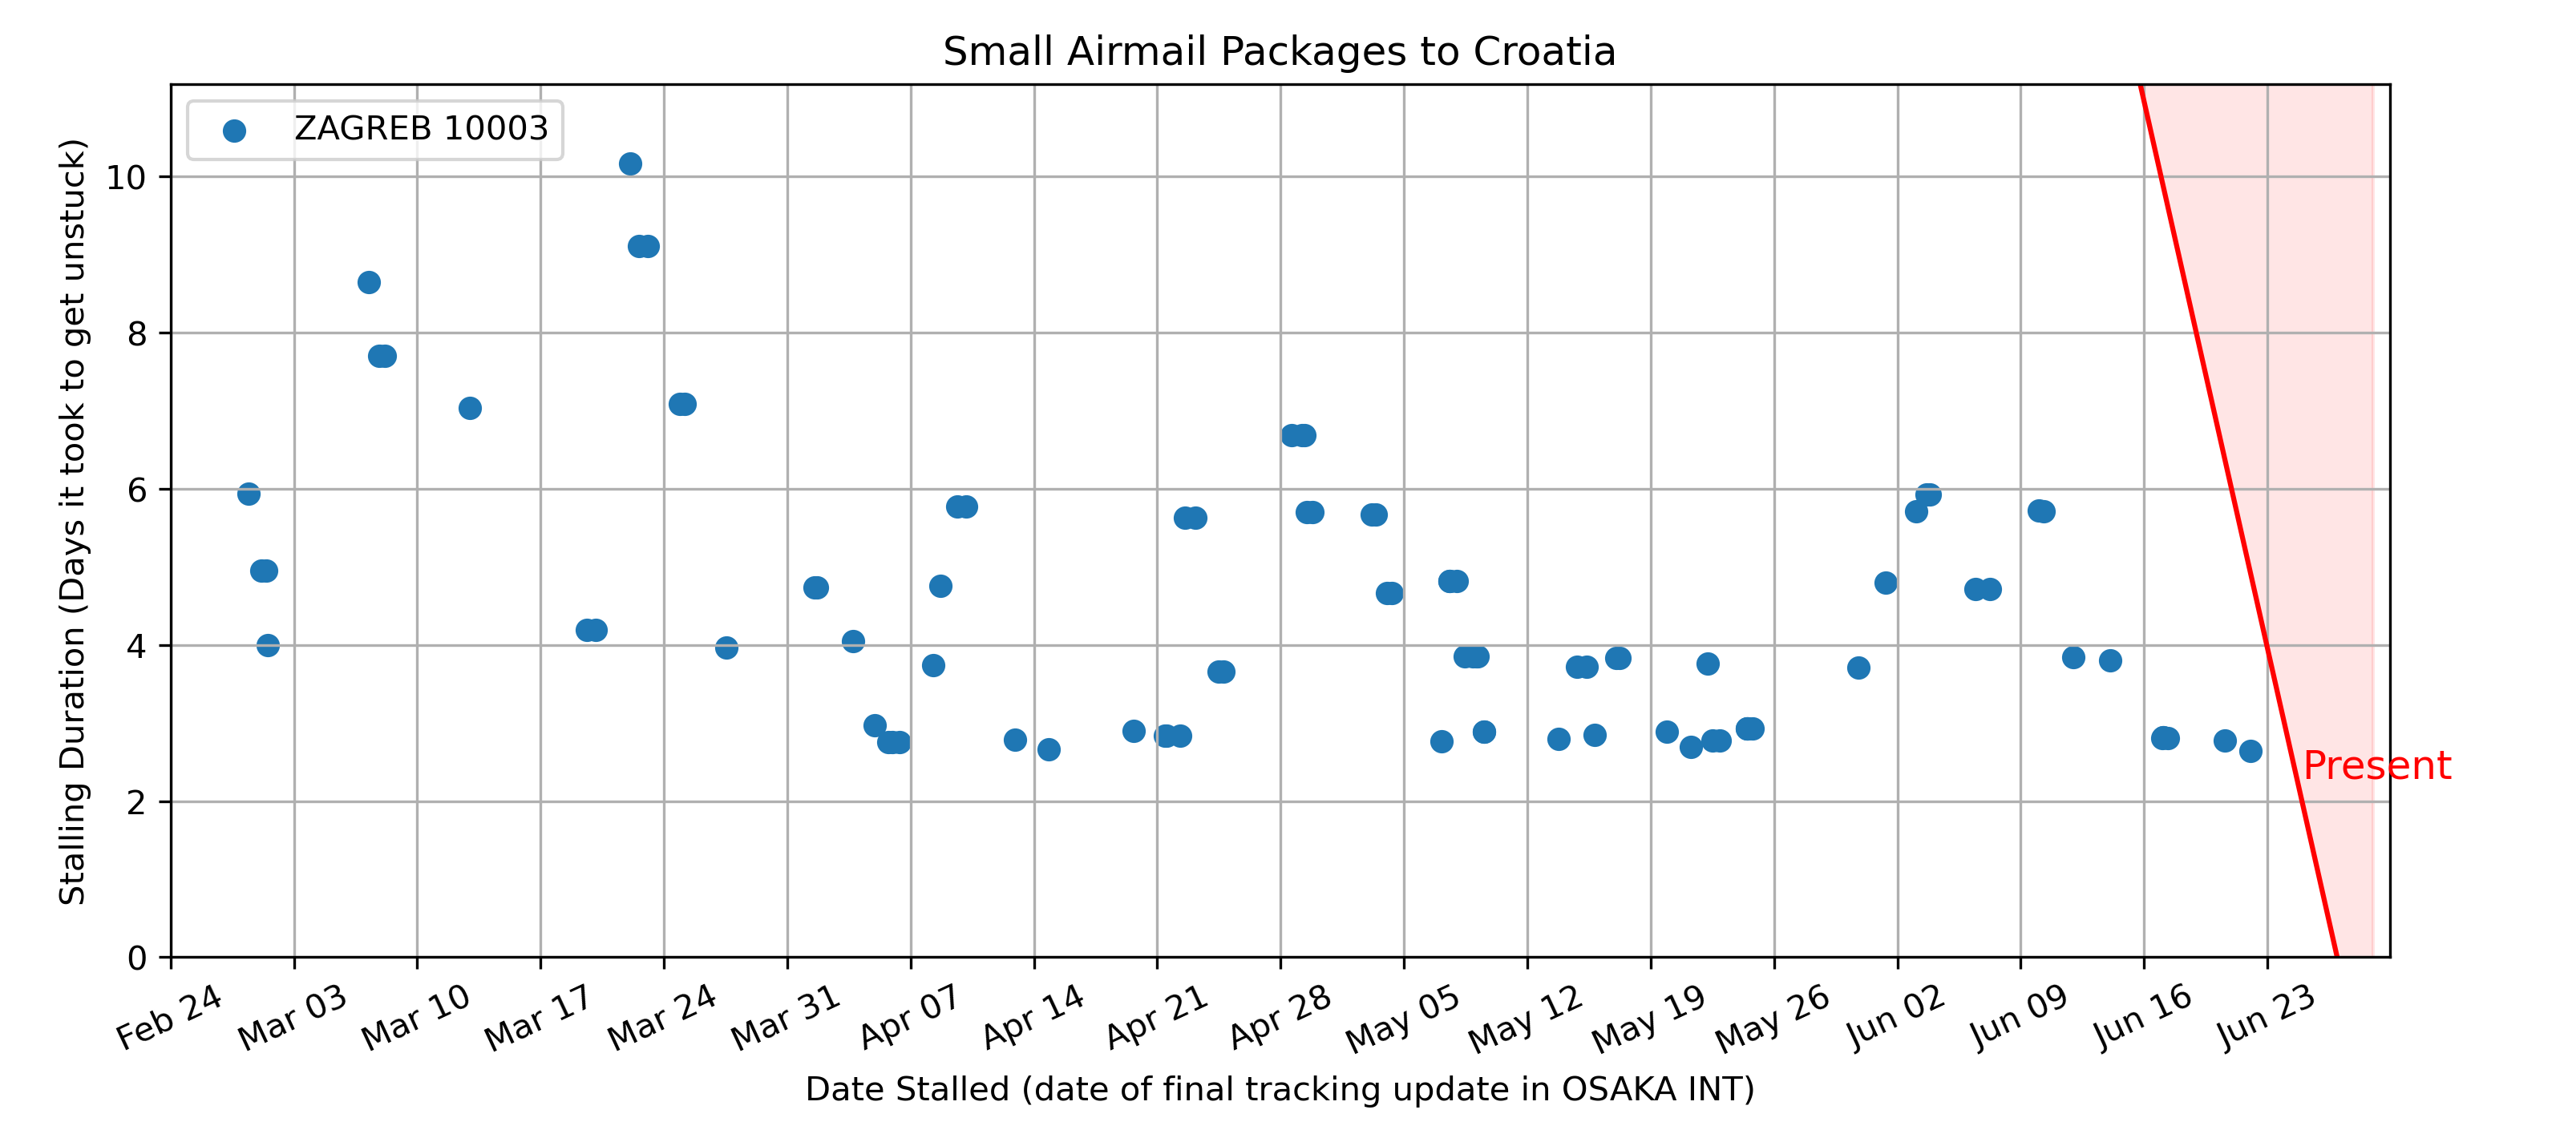 Small Airmail Packages to Croatia
ZAGREB 10003
Stalling Duration (Days it took to get unstuck)
10
8
6
4
2
0
Feb 24
Mar 03
Mar 10
Mar 17
Mar 24
Mar 31
Apr 07
Apr 14
Apr 21
Apr 28
May 05
May 12
May 19
May 26
Jun 02
Jun 09
Jun 16
Jun 23
Present
Date Stalled (date of final tracking update in OSAKA INT)